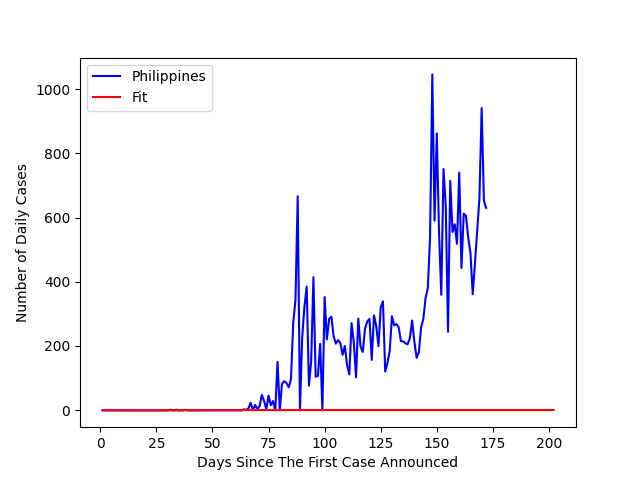 Philippines
Fit
Number of Daily Cases
1000
800
600
400
200
0
0 25 50 75 100 125 150 175 200
Days Since The First Case Announced